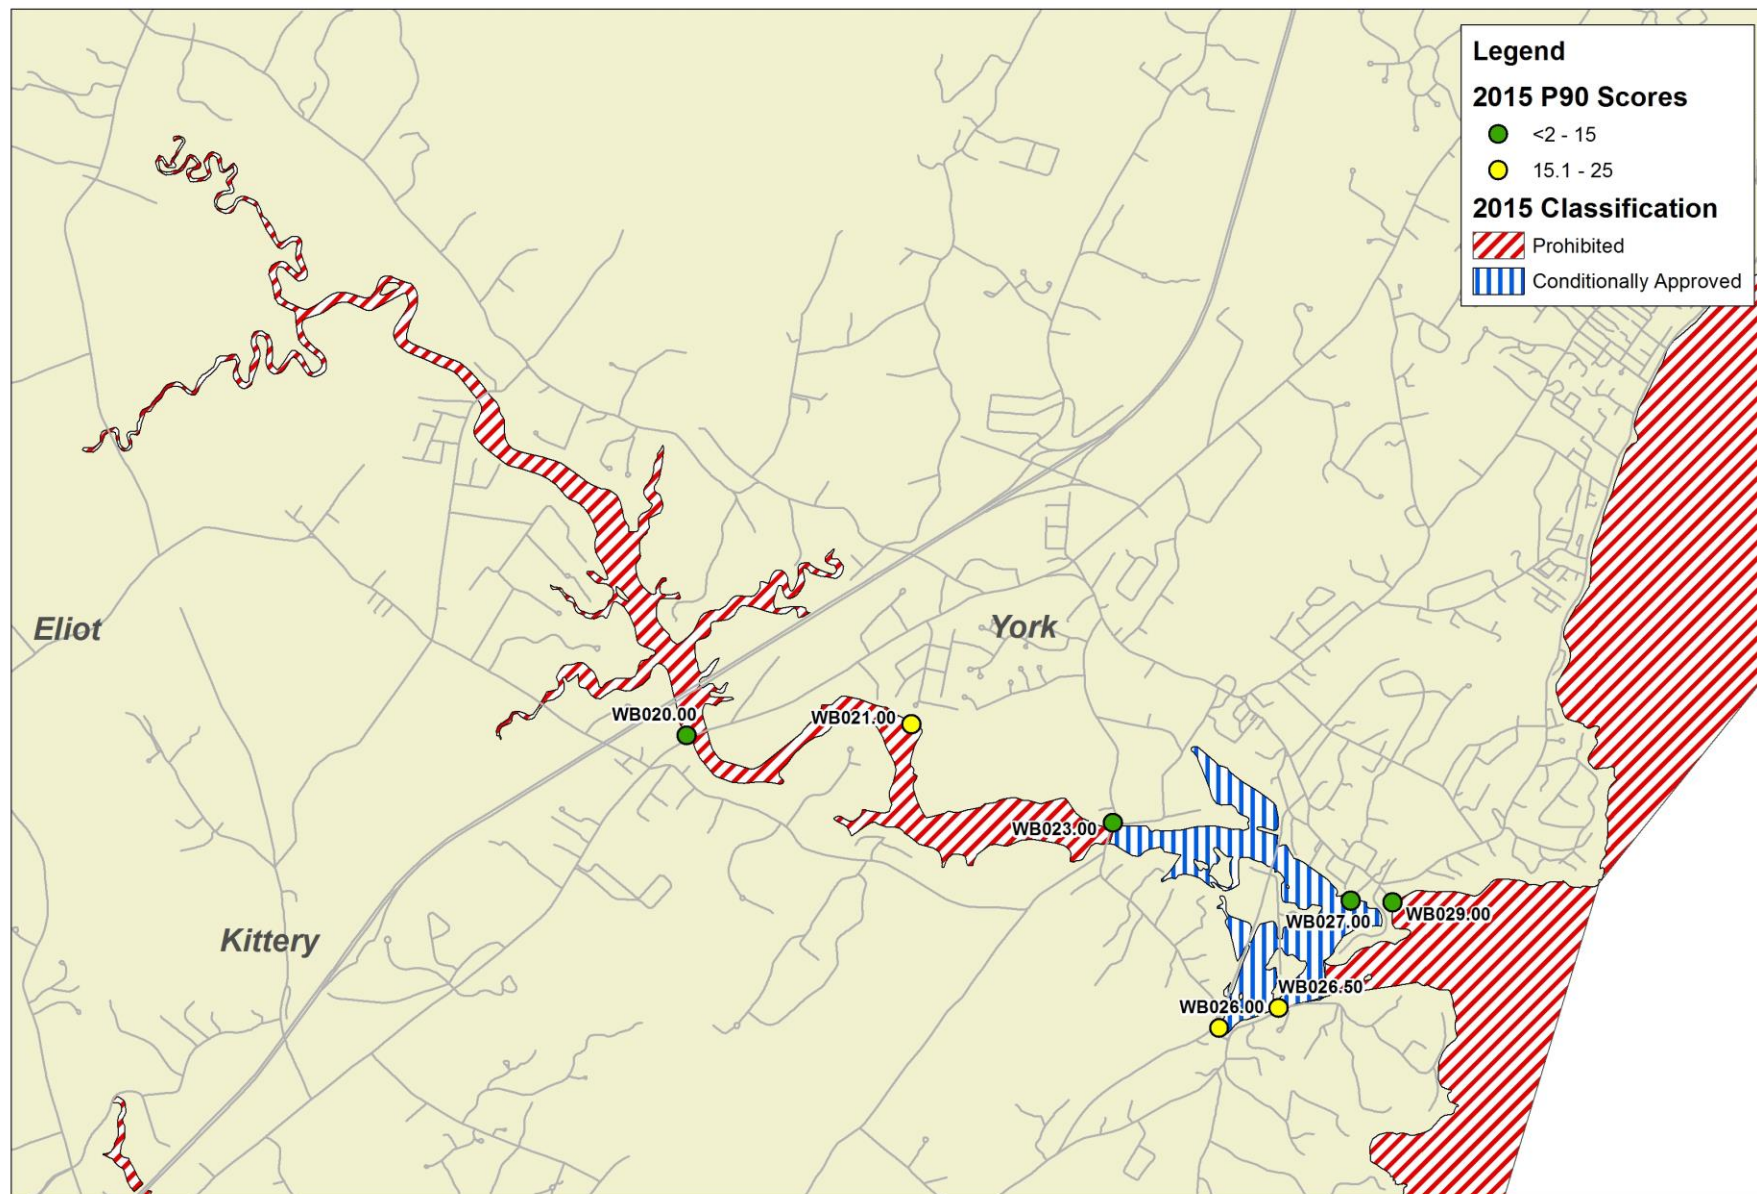 Legend
2015 P90 Scores
<2 - 15
15.1 - 25
2015 Classification
Prohibited
Conditionally Approved
Eliot
York
WB020.00
WB021.00
WB023.00
WB027.00
WB029.00
Kittery
WB026.50
WB026.00